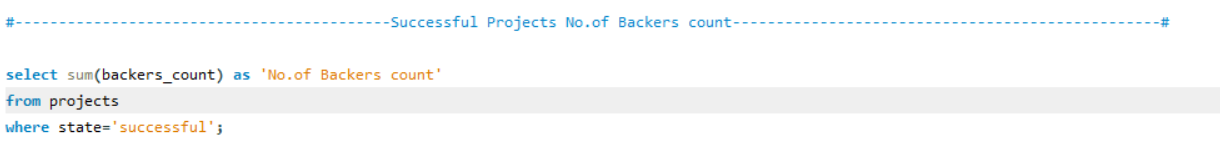 #-------------------------------------------Successful Projects No.of Backers count-------------------------------------------------#
select sum(backers_count) as 'No.of Backers count'
from projects
where state='successful';